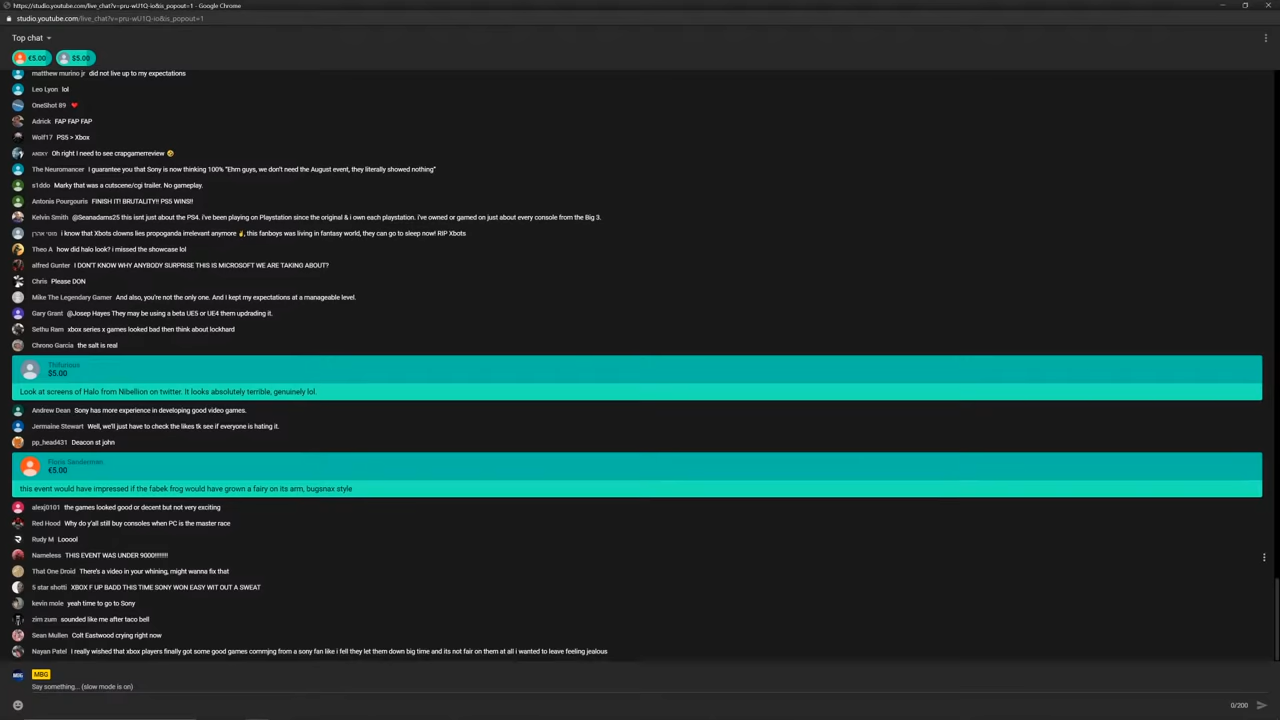 https://studio.youtube.com/live_chat?v=pru-wU1Q-io&is_popout=1 - Google Chrome
studio.youtube.com/live_chat?v=pru-wU1Q-io&is_popout=1
Top chat
€5.00 $5.00
matthew murino jr did not live up to my expectations
Leo Lyon lol
OneShot 89 ❤
Adrick FAP FAP FAP
Wolf17 PS5 > Xbox
ANIXY Oh right I need to see crapgamerreview 🤣
The Neuromancer I guarantee you that Sony is now thinking 100% “Ehm guys, we don't need the August event, they literally showed nothing”
s1ddo Marky that was a cutscene/cgi trailer. No gameplay.
Antonis Pourgouris FINISH IT! BRUTALITY!! PS5 WINS!!
Kelvin Smith @Seanadams25 this isnt just about the PS4. i've been playing on Playstation since the original & i own each playstation. i've owned or gamed on just about every console from the Big 3.
מוטי אהרן i know that Xbots clowns lies propoganda irrelevant anymore ✌, this fanboys was living in fantasy world, they can go to sleep now! RIP Xbots
Theo A how did halo look? i missed the showcase lol
alfred Gunter I DON'T KNOW WHY ANYBODY SURPRISE THIS IS MICROSOFT WE ARE TAKING ABOUT?
Chris Please DON
Mike The Legendary Gamer And also, you're not the only one. And I kept my expectations at a manageable level.
Gary Grant @Josep Hayes They may be using a beta UE5 or UE4 them updrading it.
Sethu Ram xbox series x games looked bad then think about lockhard
Chrono Garcia the salt is real
$5.00
Look at screens of Halo from Nibellion on twitter. It looks absolutely terrible, genuinely lol.
Andrew Dean Sony has more experience in developing good video games.
Jermaine Stewart Well, we'll just have to check the likes tk see if everyone is hating it.
pp_head431 Deacon st john
Floris Sanderman
€5.00
this event would have impressed if the fabek frog would have grown a fairy on its arm, bugsnax style
alexj0101 the games looked good or decent but not very exciting
Red Hood Why do y'all still buy consoles when PC is the master race
Rudy M Looool
Nameless THIS EVENT WAS UNDER 9000!!!!!!!!
That One Droid There's a video in your whining, might wanna fix that
5 star shotti XBOX F UP BADD THIS TIME SONY WON EASY WIT OUT A SWEAT
kevin mole yeah time to go to Sony
zim zum sounded like me after taco bell
Sean Mullen Colt Eastwood crying right now
Nayan Patel I really wished that xbox players finally got some good games commjng from a sony fan like i fell they let them down big time and its not fair on them at all i wanted to leave feeling jealous
MBG
Say something... (slow mode is on)
0/200